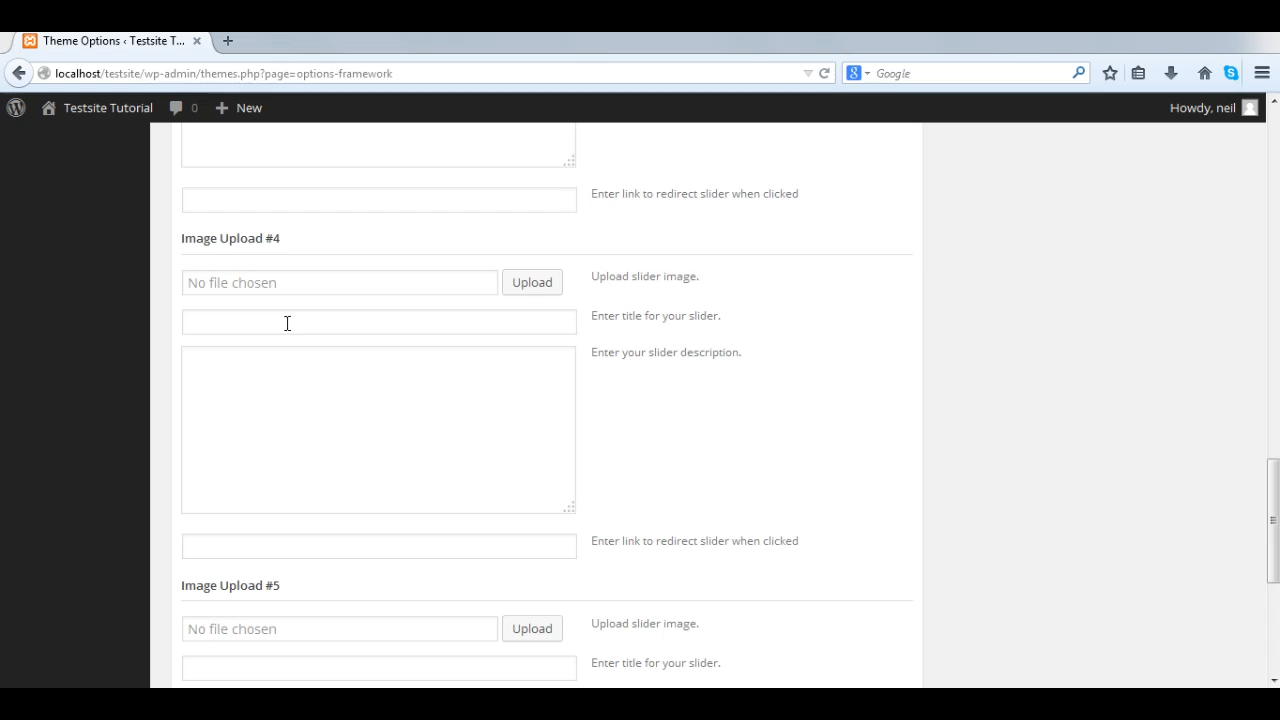 Theme Options ‹ Testsite T...
localhost/testsite/wp-admin/themes.php?page=options-framework
Google
Testsite Tutorial 0 New Howdy, neil
Enter link to redirect slider when clicked
Image Upload #4
No file chosen Upload Upload slider image.
Enter title for your slider.
Enter your slider description.
Enter link to redirect slider when clicked
Image Upload #5
No file chosen Upload Upload slider image.
Enter title for your slider.